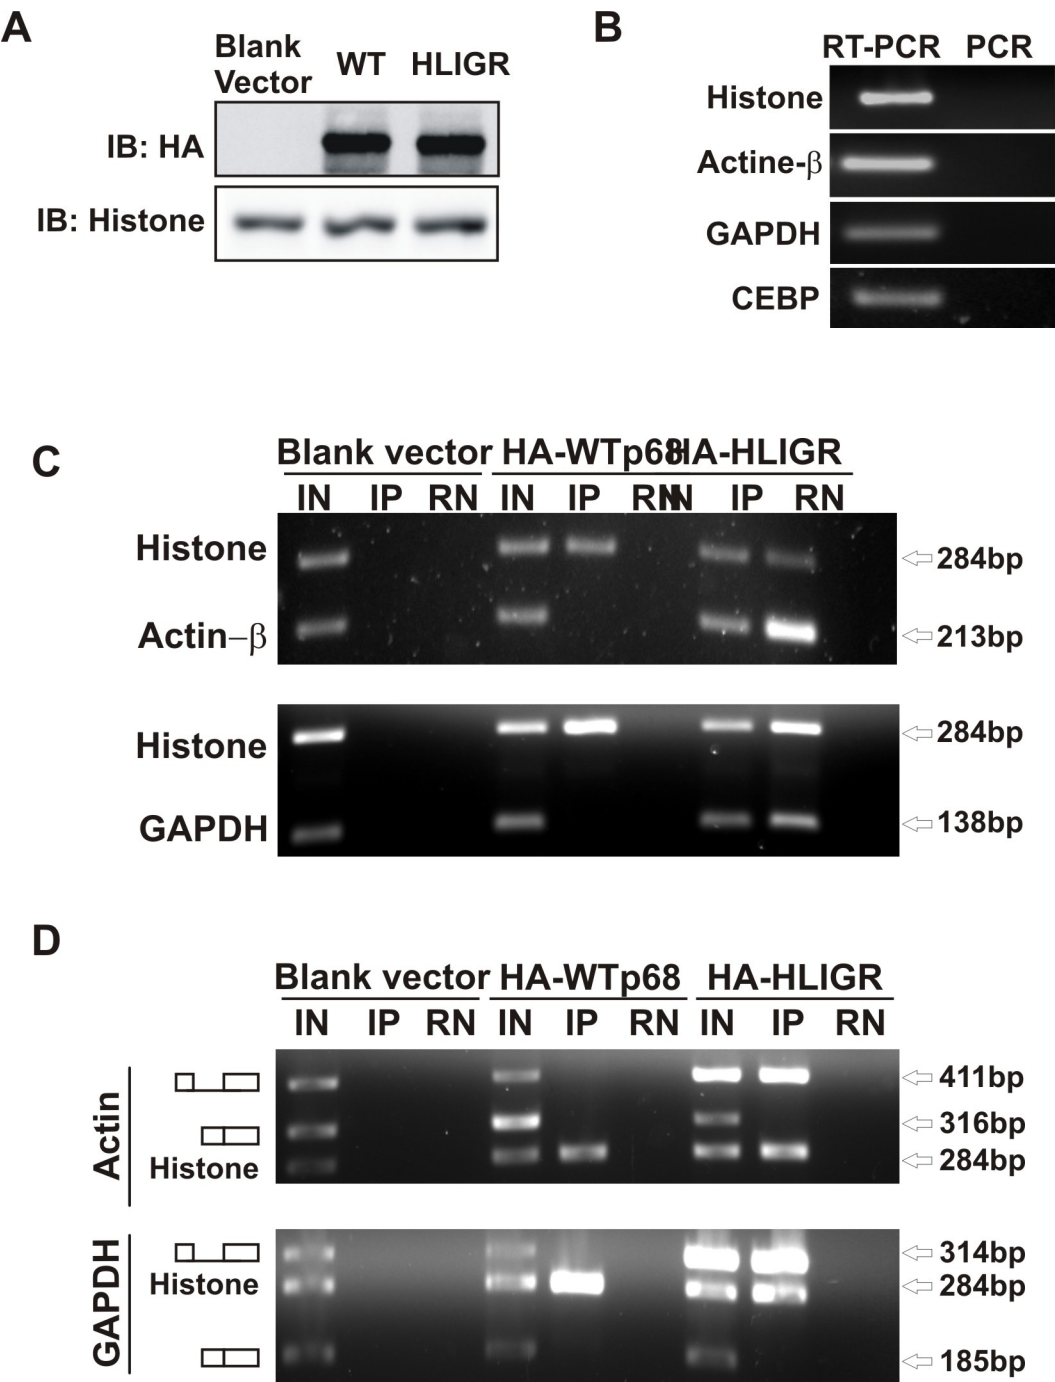 A
Blank
Vector
WT
HLIGR
IB: HA
IB: Histone
B
RT-PCR PCR
Histone
Actine-β
GAPDH
CEBP
C
Blank vector HA-WTp68 HA-HLIGR
IN IP RN IN IP RN IN IP RN
Histone
284bp
Actin–β
213bp
Histone
284bp
GAPDH
138bp
D
Blank vector HA-WTp68 HA-HLIGR
IN IP RN IN IP RN IN IP RN
Actin
411bp
316bp
Histone
284bp
GAPDH
314bp
Histone
284bp
185bp